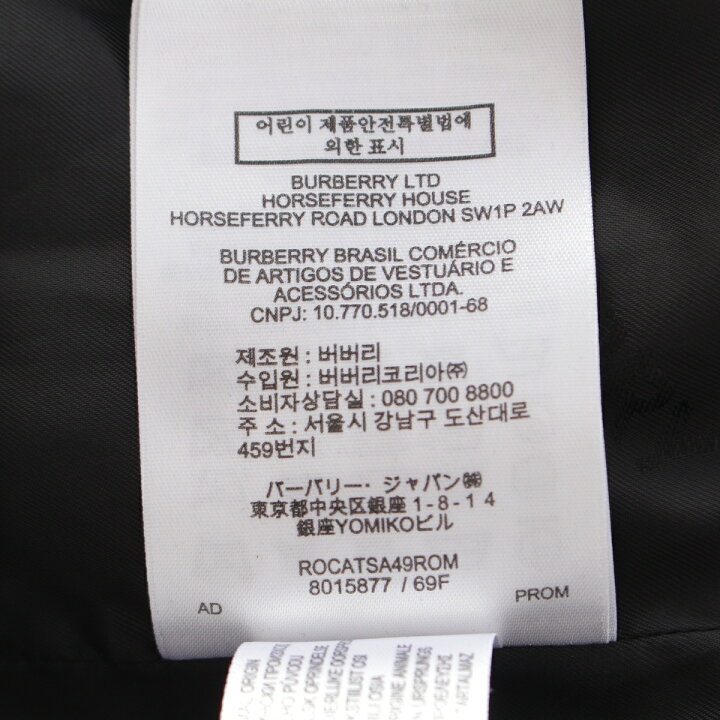 어린이 제품안전특별법에
의한 표시
BURBERRY LTD
HORSEFERRY HOUSE
HORSEFERRY ROAD LONDON SW1P 2AW
BURBERRY BRASIL COMÉRCIO
DE ARTIGOS DE VESTUÁRIO E
ACESSÓRIOS LTDA.
CNPJ: 10.770.518/0001-68
제조원 : 버버리
수입원 : 버버리코리아㈜
소비자상담실 : 080 700 8800
주 소 : 서울시 강남구 도산대로
459번지
バーバリー・ジャパン㈱
東京都中央区銀座 1 - 8 - 1 4
銀座YOMIKOビル
ROCATSA49ROM
8015877 / 69F
AD PROM
ORIGIN